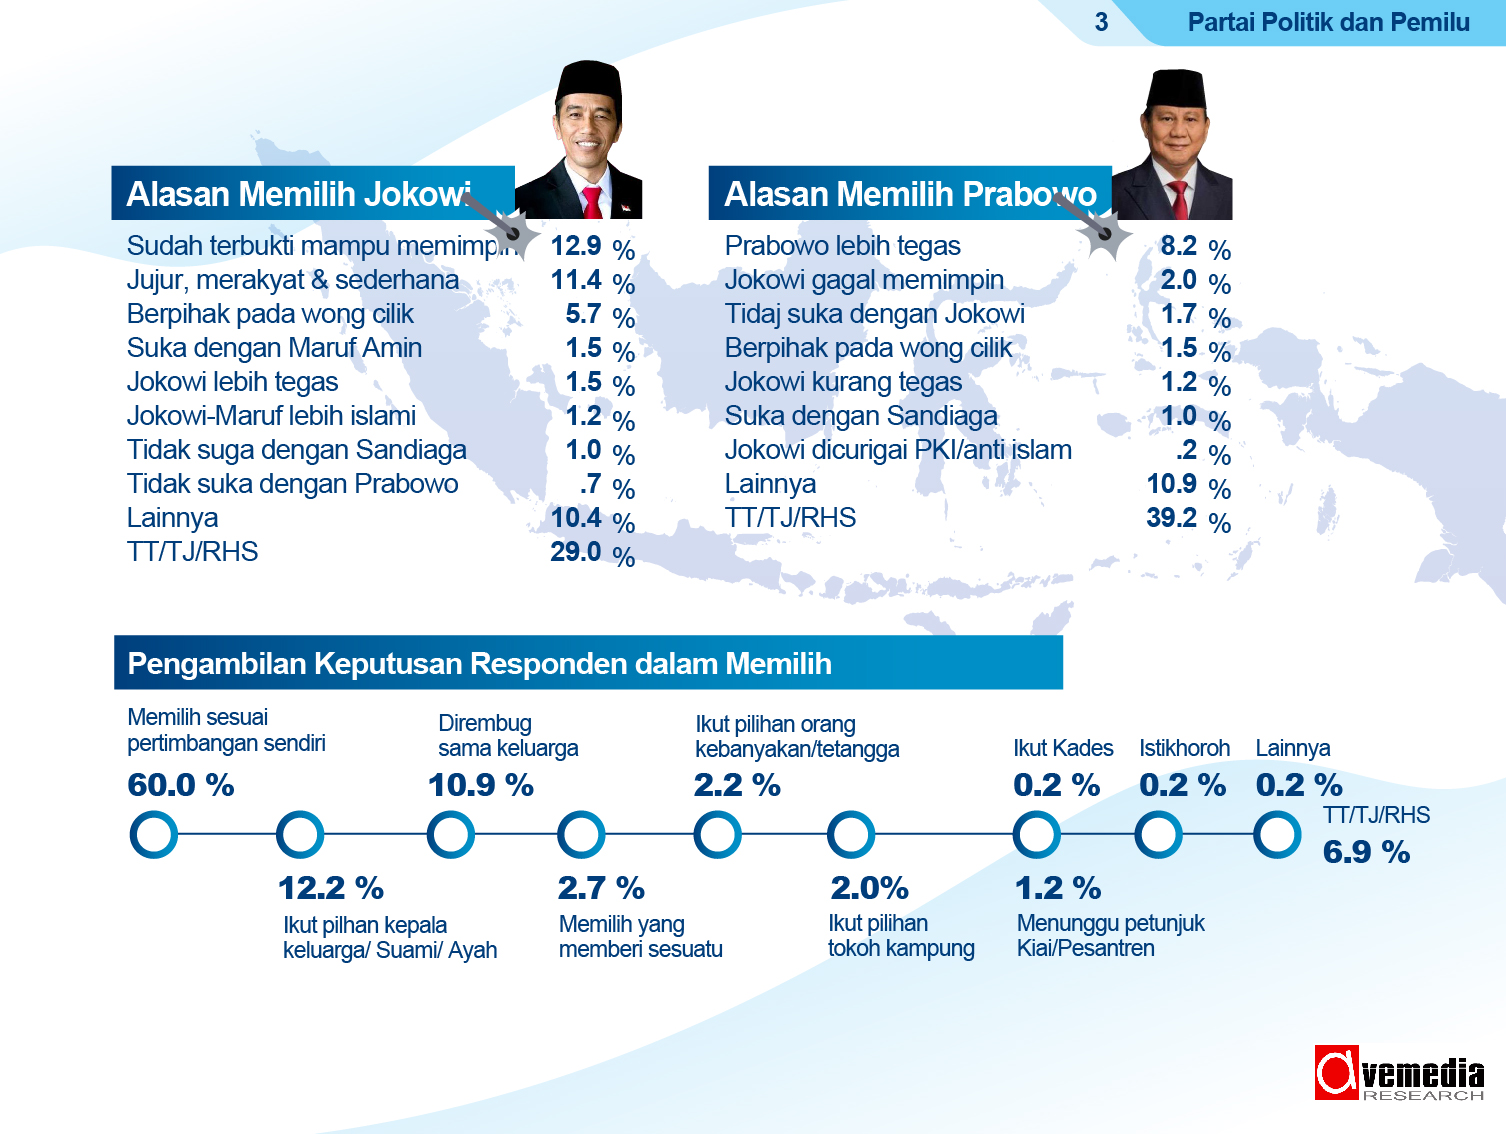 3 Partai Politik dan Pemilu
Alasan Memilih Jokowi
Sudah terbukti mampu memimpin 12.9 %
Jujur, merakyat & sederhana 11.4 %
Berpihak pada wong cilik 5.7 %
Suka dengan Maruf Amin 1.5 %
Jokowi lebih tegas 1.5 %
Jokowi-Maruf lebih islami 1.2 %
Tidak suga dengan Sandiaga 1.0 %
Tidak suka dengan Prabowo .7 %
Lainnya 10.4 %
TT/TJ/RHS 29.0 %
Alasan Memilih Prabowo
Prabowo lebih tegas 8.2 %
Jokowi gagal memimpin 2.0 %
Tidaj suka dengan Jokowi 1.7 %
Berpihak pada wong cilik 1.5 %
Jokowi kurang tegas 1.2 %
Suka dengan Sandiaga 1.0 %
Jokowi dicurigai PKI/anti islam .2 %
Lainnya 10.9 %
TT/TJ/RHS 39.2 %
Pengambilan Keputusan Responden dalam Memilih
Memilih sesuai
pertimbangan sendiri
60.0 %
12.2 %
Ikut pilhan kepala
keluarga/ Suami/ Ayah
Dirembug
sama keluarga
10.9 %
2.7 %
Memilih yang
memberi sesuatu
Ikut pilihan orang
kebanyakan/tetangga
2.2 %
2.0%
Ikut pilihan
tokoh kampung
Ikut Kades
0.2 %
1.2 %
Menunggu petunjuk
Kiai/Pesantren
Istikhoroh
0.2 %
Lainnya
0.2 %
TT/TJ/RHS
6.9 %
avemedia
RESEARCH